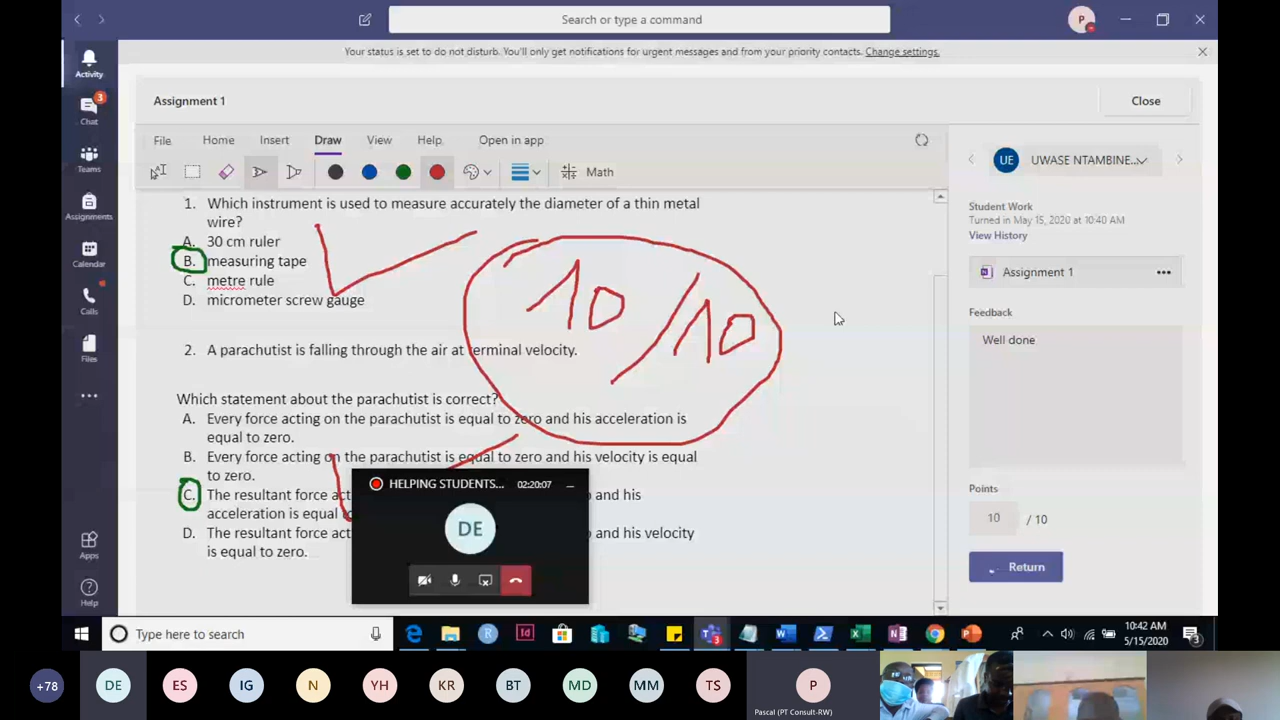 Search or type a command
P
Your status is set to do not disturb. You'll only get notifications for urgent messages and from your priority contacts. Change settings.
Activity
3
Chat
Teams
Assignments
Calendar
Calls
Files
Apps
Help
Assignment 1
Close
File Home Insert Draw View Help Open in app
Math
1. Which instrument is used to measure accurately the diameter of a thin metal
wire?
A. 30 cm ruler
B. measuring tape
C. metre rule
D. micrometer screw gauge
10/10
2. A parachutist is falling through the air at terminal velocity.
Which statement about the parachutist is correct?
A. Every force acting on the parachutist is equal to zero and his acceleration is
equal to zero.
B. Every force acting on the parachutist is equal to zero and his velocity is equal
to zero.
C. The resultant force act
and his
acceleration is equal
D. The resultant force act
and his velocity
is equal to zero.
HELPING STUDENTS... 02:20:07
DE
UE UWASE NTAMBINE...
Student Work
Turned in May 15, 2020 at 10:40 AM
View History
Assignment 1
Feedback
Well done
Points
10 / 10
Return
Type here to search
R
Id
3
10:42 AM
5/15/2020
3
+78 DE ES IG N YH KR BT MD MM TS P
Pascal (PT Consult-RW)